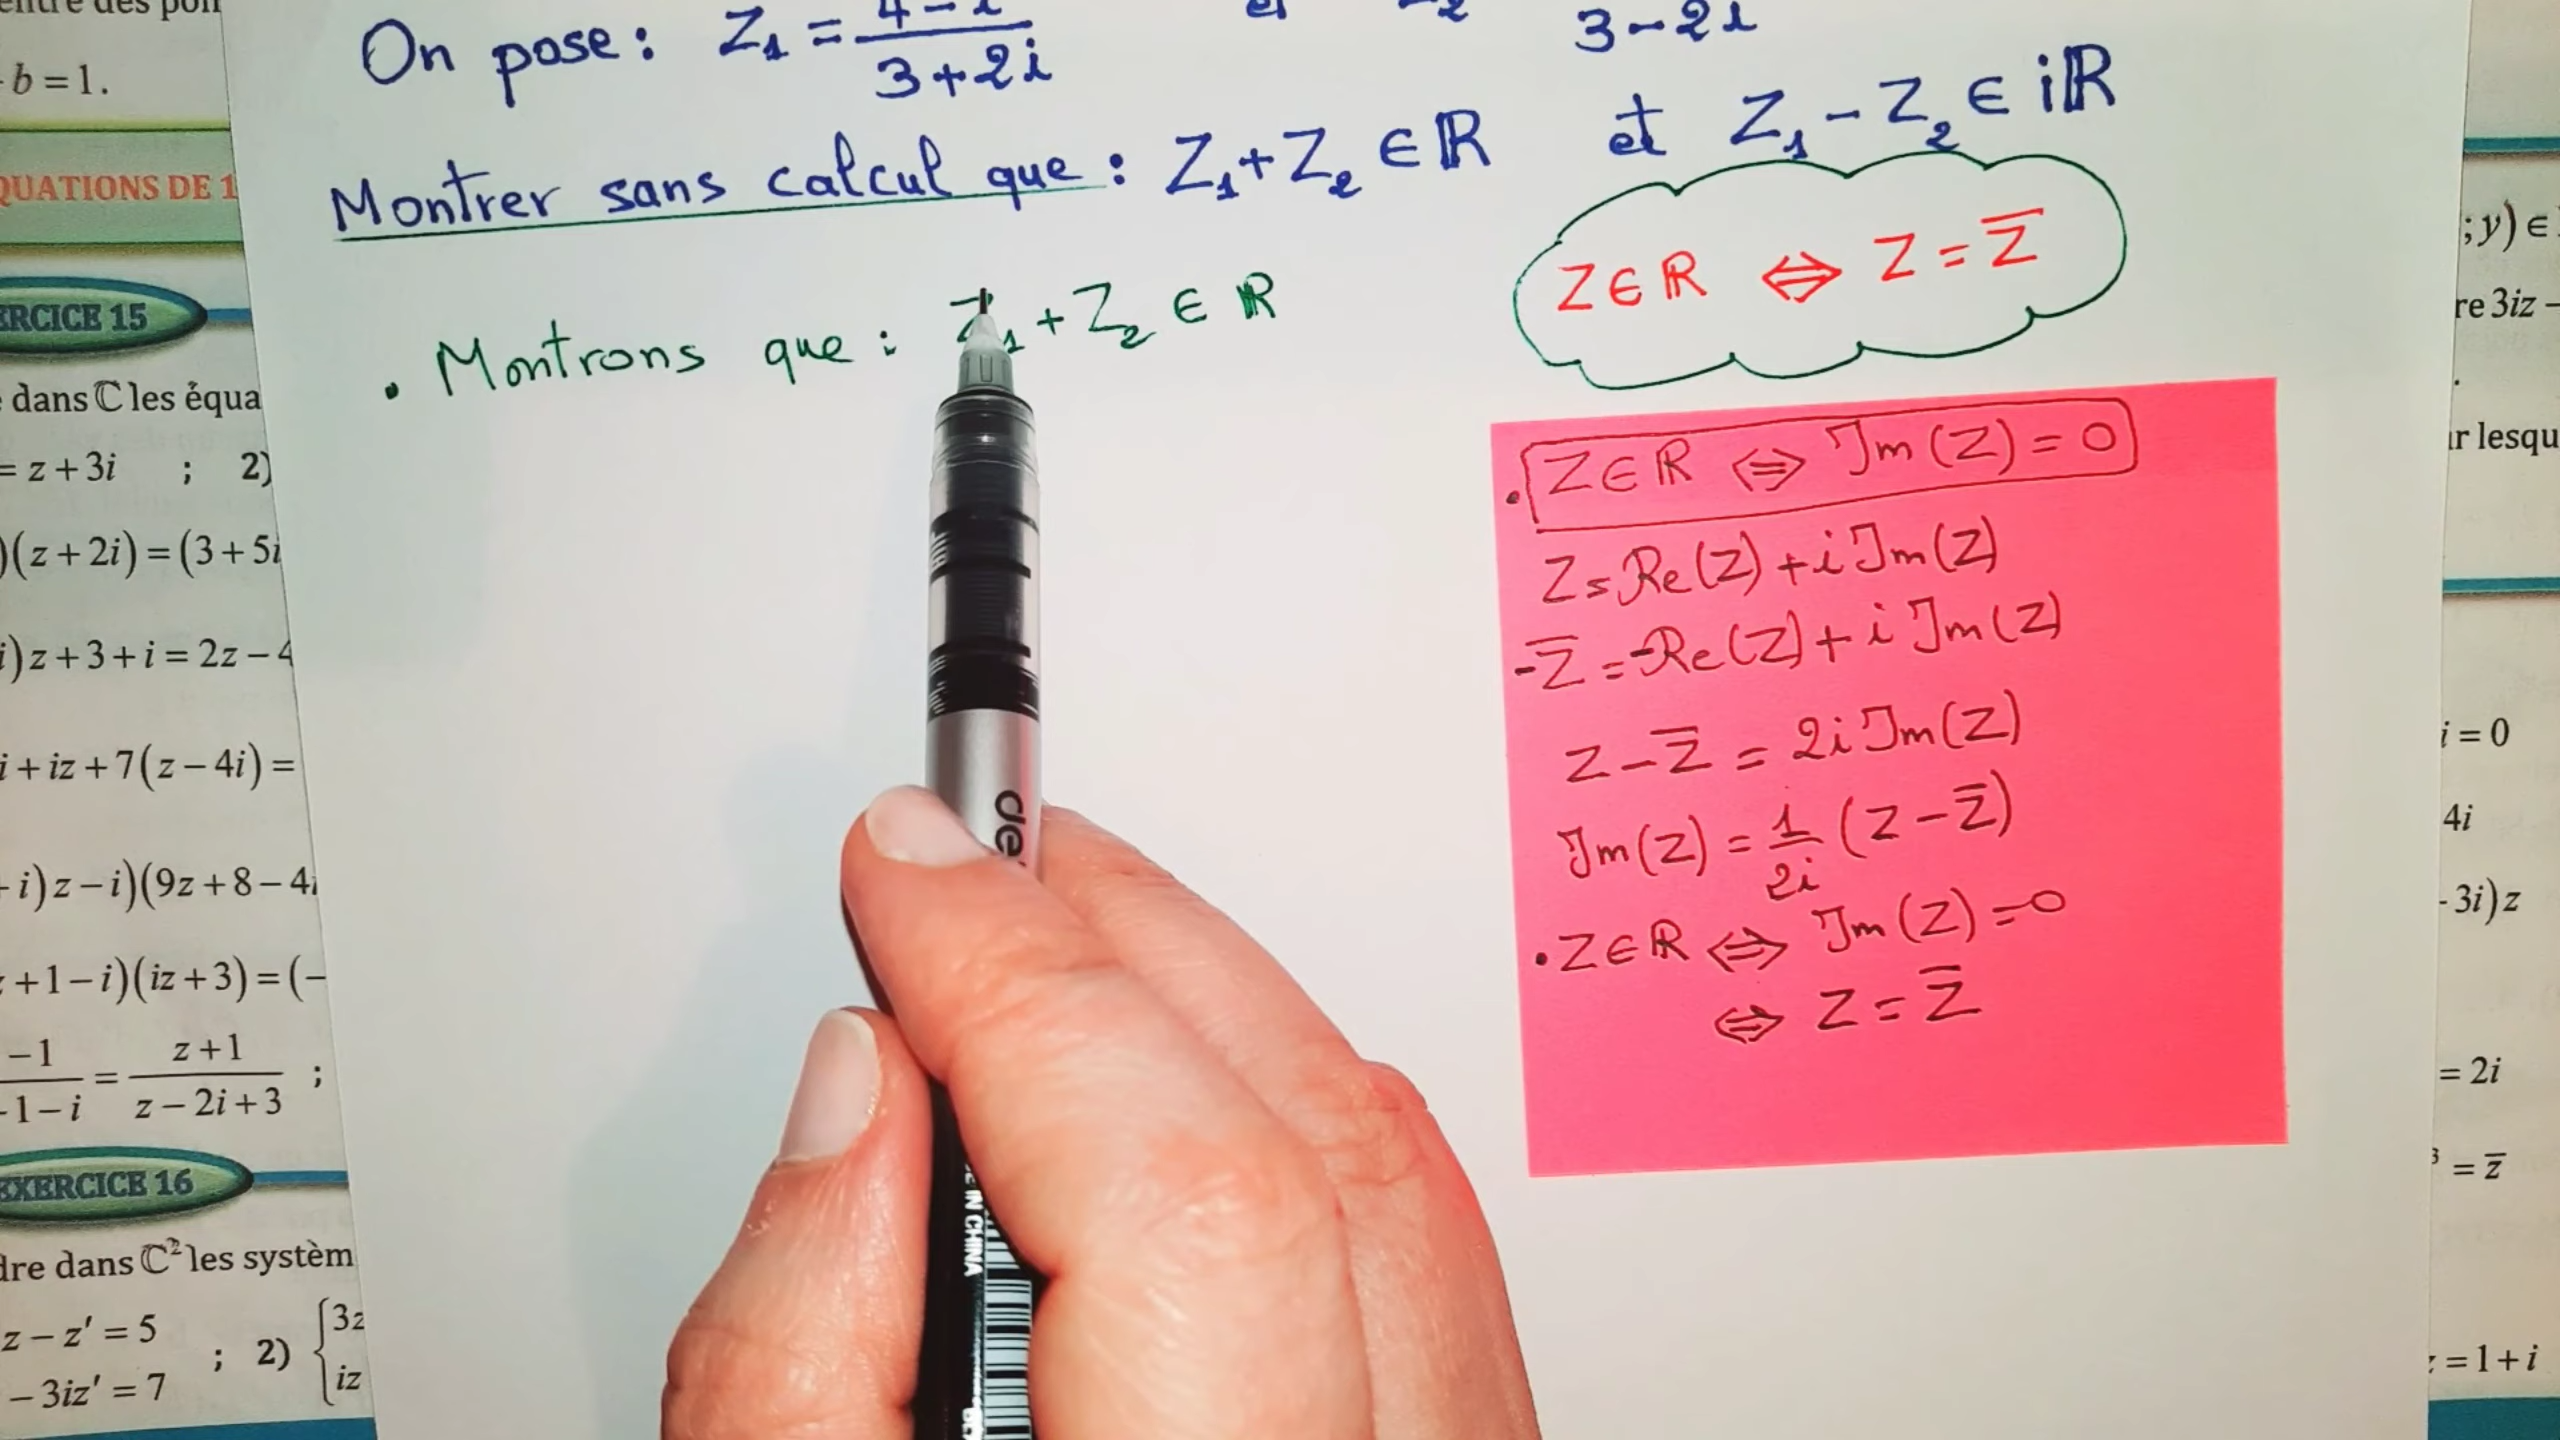 b = 1.
ERCICE 15
dans ℂ les équa
= z + 3i ; 2)
)(z + 2i) = (3 + 5i
i)z + 3 + i = 2z - 4
i + iz + 7(z - 4i) =
i)z - i)(9z + 8 - 4i
+ 1 - i)(iz + 3) = (-
-1/-1 - i = z + 1/z - 2i + 3 ;
EXERCICE 16
dre dans ℂ² les systèm
z - z' = 5
- 3iz' = 7 ; 2) {3z
iz
On pose : Z₁ = 4 - i/3 + 2i et 3 - 2i
Montrer sans calcul que : Z₁ + Z₂ ∈ ℝ et Z₁ - Z₂ ∈ iℝ
Z ∈ ℝ ⇔ Z = Z̅
• Montrons que : Z₁ + Z₂ ∈ ℝ
• Z ∈ ℝ ⇔ Im(Z) = 0
Z = Re(Z) + i Im(Z)
-Z̅ = -Re(Z) + i Im(Z)
Z - Z̅ = 2i Im(Z)
Im(Z) = 1/2i (Z - Z̅)
• Z ∈ ℝ ⇔ Im(Z) = 0
⇔ Z = Z̅
de
IN CHINA
; y) ∈
re 3iz -
r lesqu
i = 0
4i
- 3i)z
= 2i
³ = z̅
= 1 + i